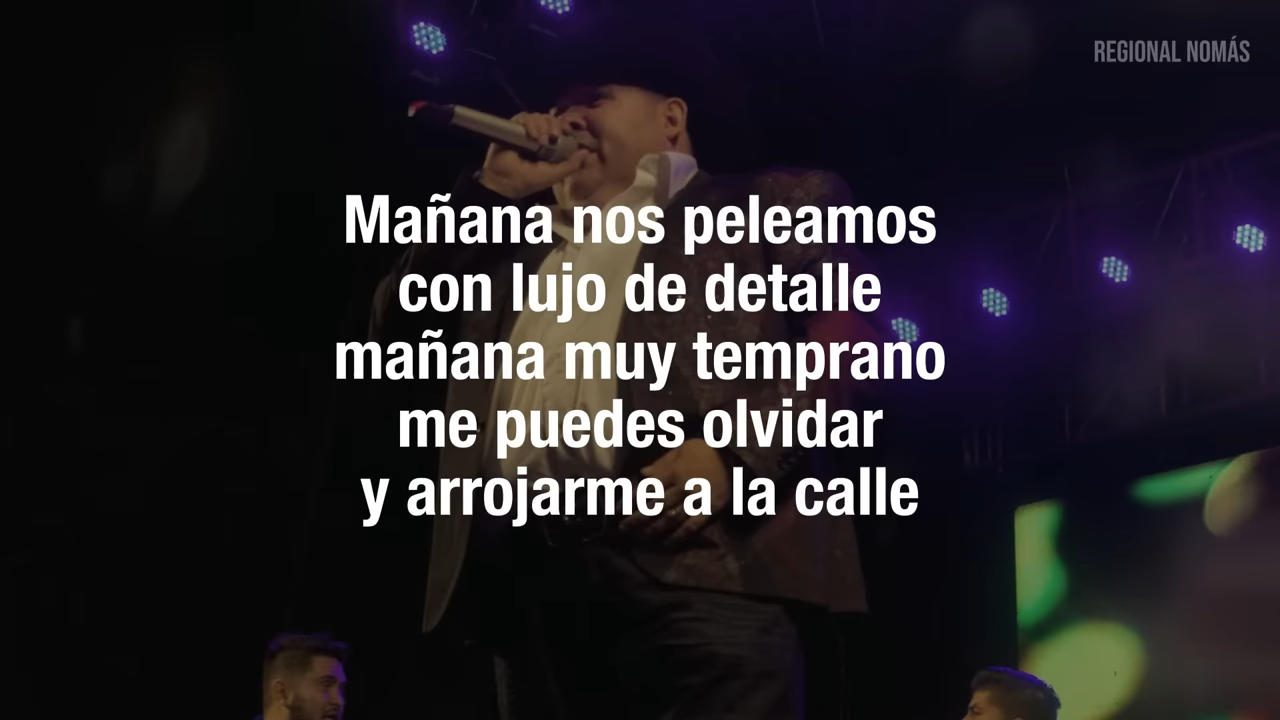 REGIONAL NOMÁS
Mañana nos peleamos
con lujo de detalle
mañana muy temprano
me puedes olvidar
y arrojarme a la calle